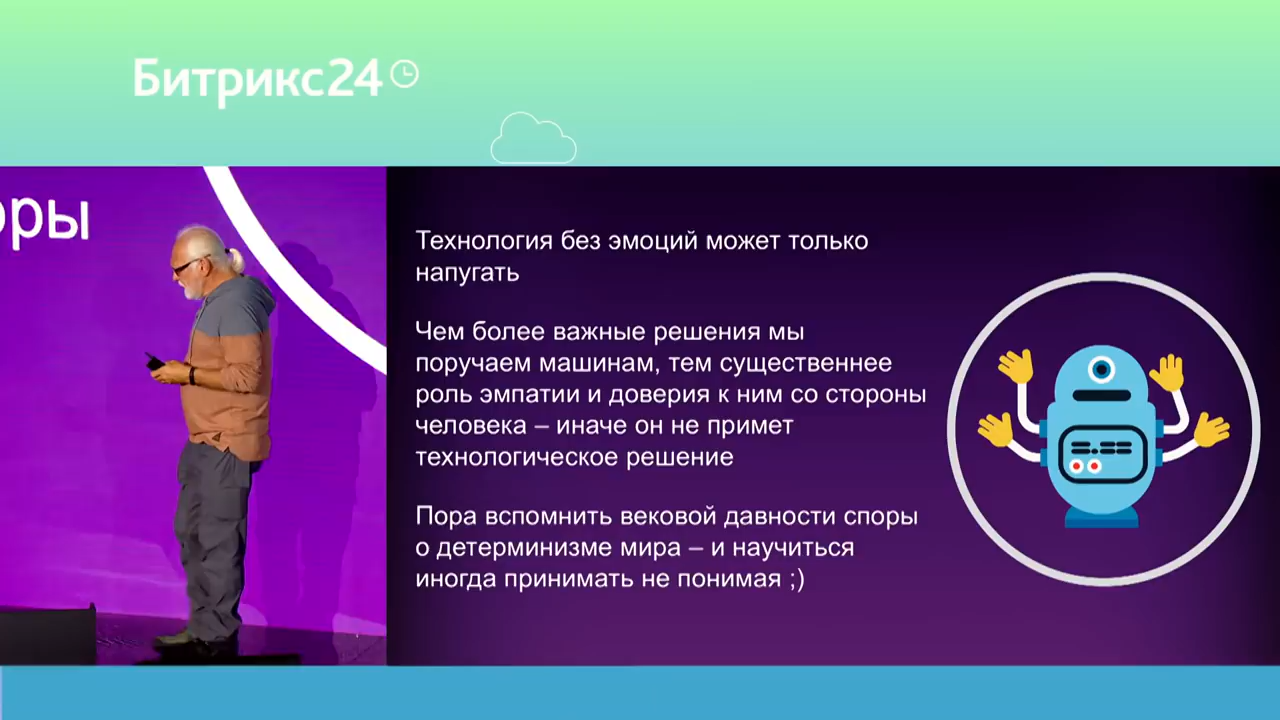 Битрикс24
оры
Технология без эмоций может только
напугать
Чем более важные решения мы
поручаем машинам, тем существеннее
роль эмпатии и доверия к ним со стороны
человека – иначе он не примет
технологическое решение
Пора вспомнить вековой давности споры
о детерминизме мира – и научиться
иногда принимать не понимая ;)